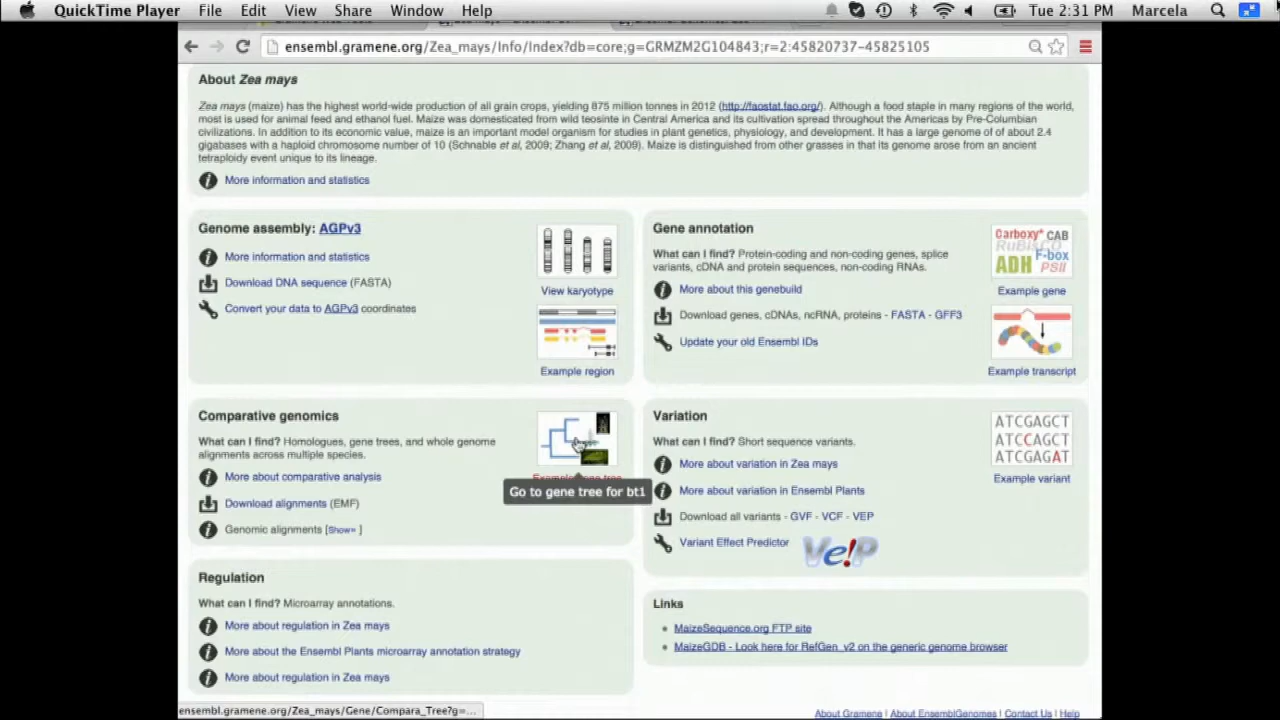 QuickTime Player File Edit View Share Window Help Tue 2:31 PM Marcela
ensembl.gramene.org/Zea_mays/Info/Index?db=core;g=GRMZM2G104843;r=2:45820737-45825105
About Zea mays
Zea mays (maize) has the highest world-wide production of all grain crops, yielding 875 million tonnes in 2012 (http://faostat.fao.org/). Although a food staple in many regions of the world,
most is used for animal feed and ethanol fuel. Maize was domesticated from wild teosinte in Central America and its cultivation spread throughout the Americas by Pre-Columbian
civilizations. In addition to its economic value, maize is an important model organism for studies in plant genetics, physiology, and development. It has a large genome of of about 2.4
gigabases with a haploid chromosome number of 10 (Schnable et al, 2009; Zhang et al, 2009). Maize is distinguished from other grasses in that its genome arose from an ancient
tetraploidy event unique to its lineage.
More information and statistics
Genome assembly: AGPv3
More information and statistics
Download DNA sequence (FASTA)
Convert your data to AGPv3 coordinates
View karyotype
Example region
Gene annotation
What can I find? Protein-coding and non-coding genes, splice
variants, cDNA and protein sequences, non-coding RNAs.
More about this genebuild
Download genes, cDNAs, ncRNA, proteins - FASTA - GFF3
Update your old Ensembl IDs
Carboxy* CAB
RuBisCO
ADH F-box
PSII
Example gene
Example transcript
Comparative genomics
What can I find? Homologues, gene trees, and whole genome
alignments across multiple species.
More about comparative analysis
Download alignments (EMF)
Genomic alignments [Show» ]
Example gene tree
Go to gene tree for bt1
Variation
What can I find? Short sequence variants.
More about variation in Zea mays
More about variation in Ensembl Plants
Download all variants - GVF - VCF - VEP
Variant Effect Predictor Ve!P
ATCGAGCT
ATCCAGCT
ATCGAGAT
Example variant
Regulation
What can I find? Microarray annotations.
More about regulation in Zea mays
More about the Ensembl Plants microarray annotation strategy
More about regulation in Zea mays
Links
MaizeSequence.org FTP site
MaizeGDB - Look here for RefGen_v2 on the generic genome browser
ensembl.gramene.org/Zea_mays/Gene/Compara_Tree?g=...
About Gramene | About EnsemblGenomes | Contact Us | Help